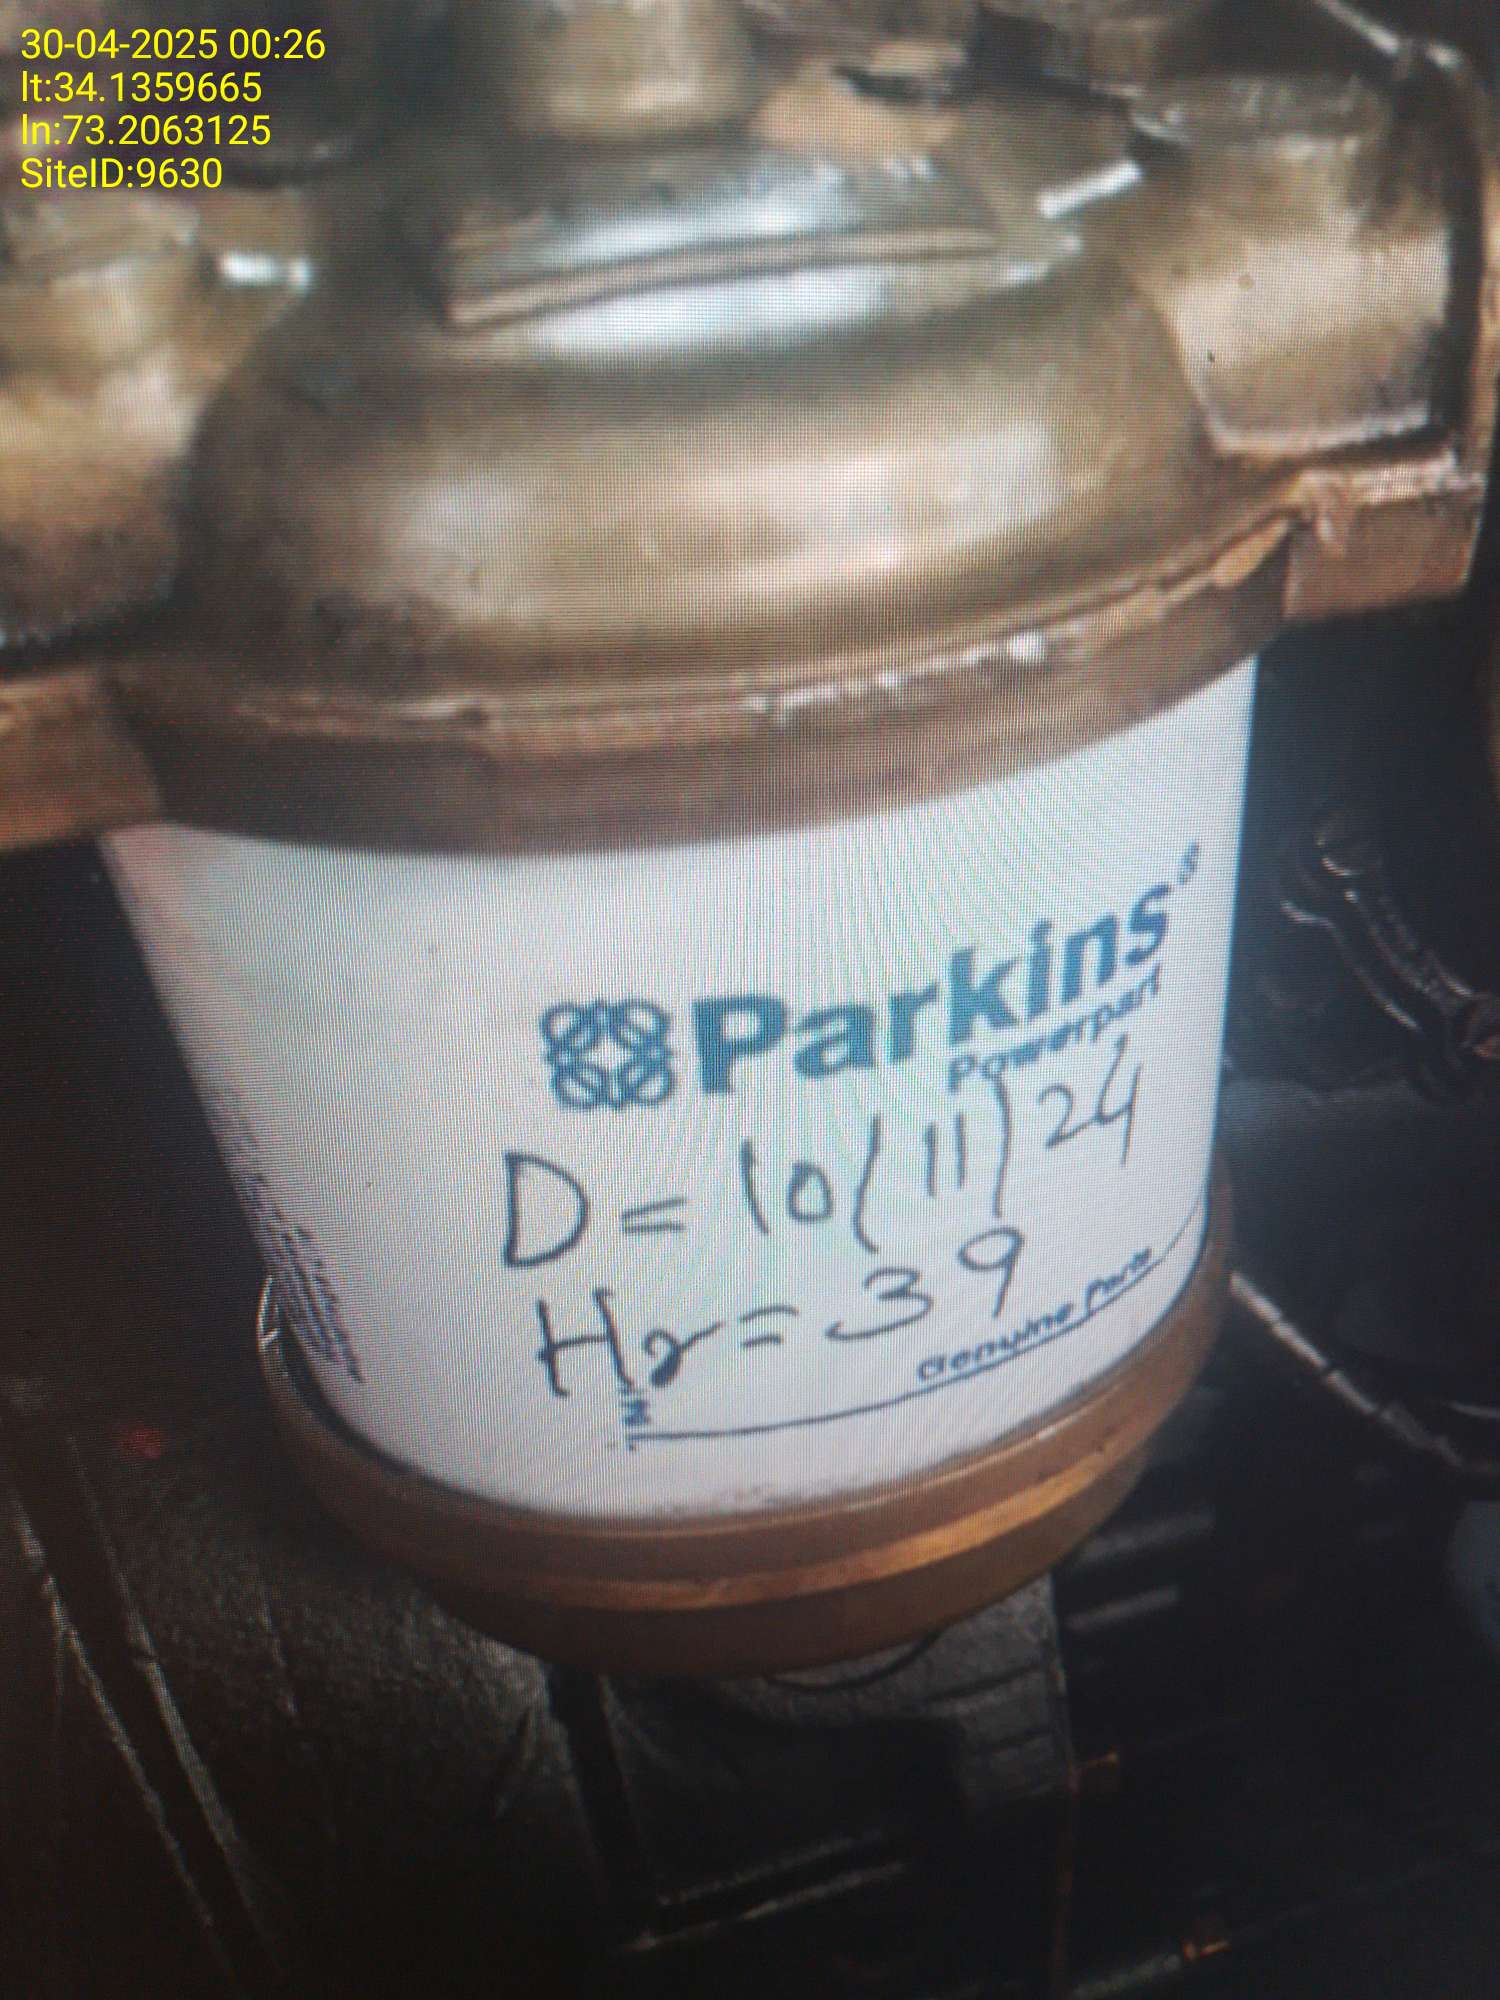 30-04-2025 00:26
lt:34.1359665
ln:73.2063125
SiteID:9630
Parkins
Powerpart
D = 10/11/24
Hr = 39
Genuine Parts